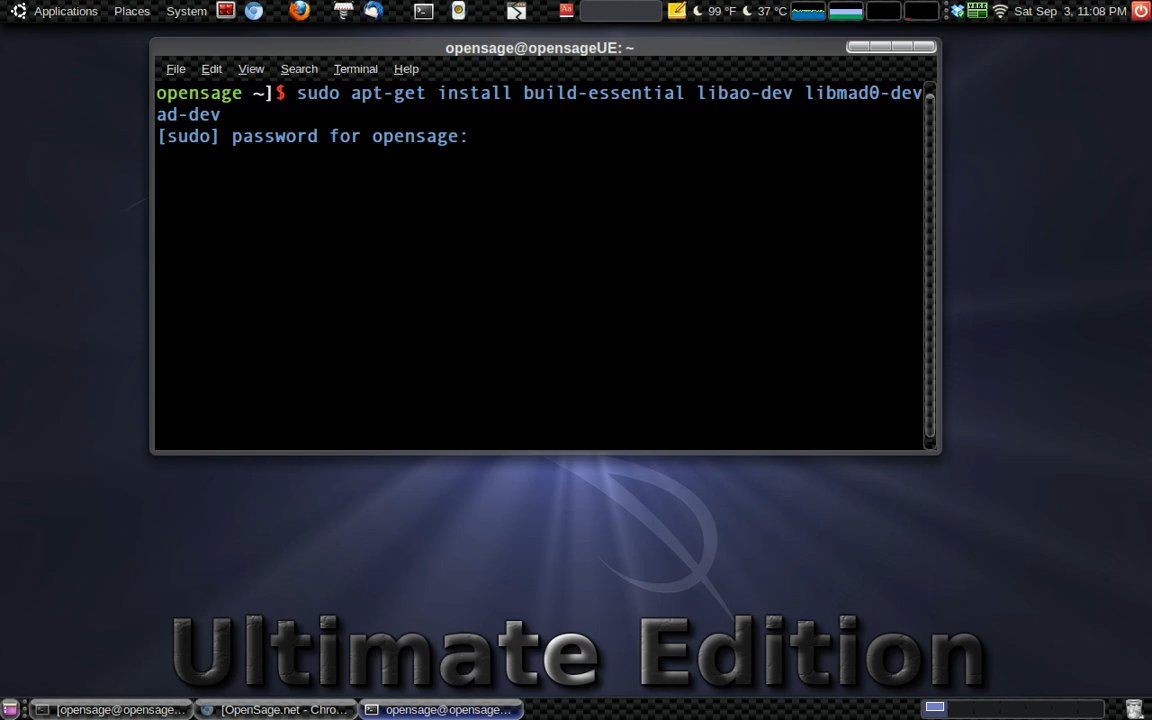 Applications Places System Aa 99 °F 37 °C Sat Sep 3, 11:08 PM
opensage@opensageUE: ~
File Edit View Search Terminal Help
opensage ~]$ sudo apt-get install build-essential libao-dev libmad0-dev
ad-dev
[sudo] password for opensage:
Ultimate Edition
[opensage@opensage... [OpenSage.net - Chro... opensage@opensage...